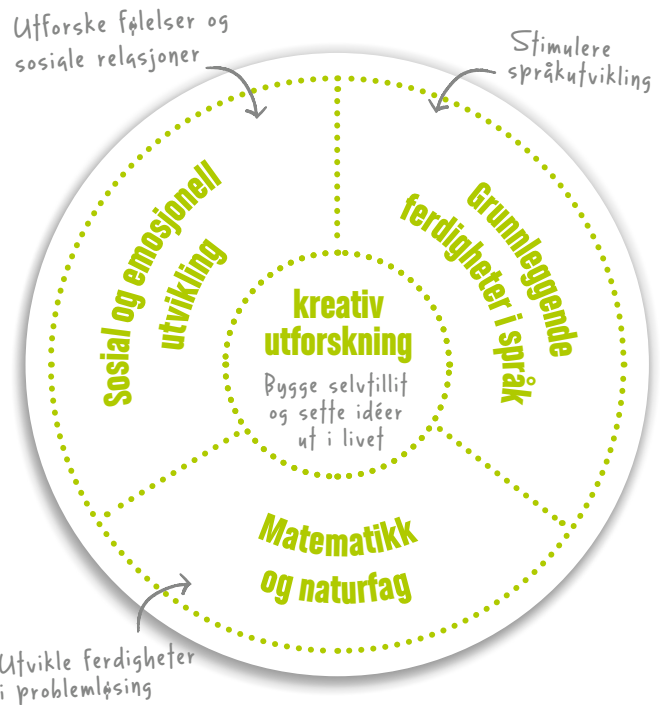 Utforske følelser og
sosiale relasjoner
Stimulere
språkutvikling
Sosial og emosjonell
utvikling
Grunnleggende
ferdigheter i språk
kreativ
utforskning
Bygge selvtillit
og sette idéer
ut i livet
Matematikk
og naturfag
Utvikle ferdigheter
i problemløsing